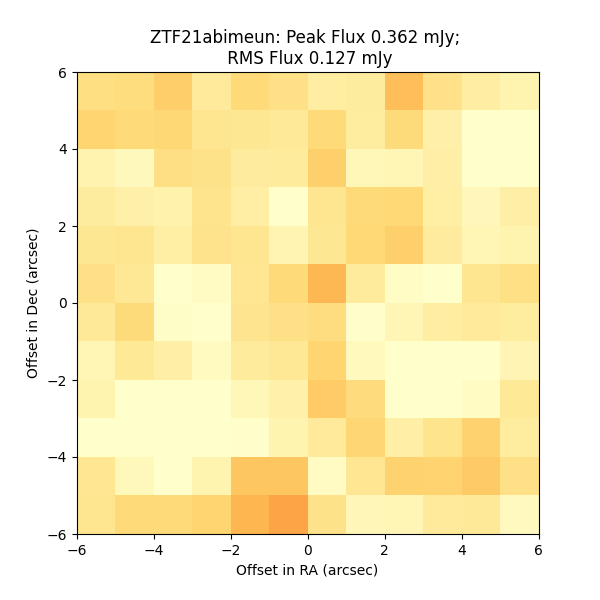 ZTF21abimeun: Peak Flux 0.362 mJy;
RMS Flux 0.127 mJy
6
4
2
0
−2
−4
−6
Offset in Dec (arcsec)
−6 −4 −2 0 2 4 6
Offset in RA (arcsec)